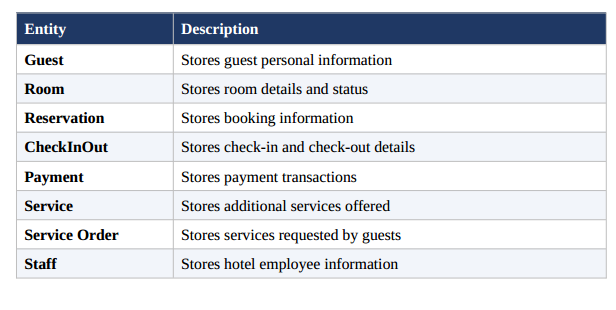 Entity Description
Guest Stores guest personal information
Room Stores room details and status
Reservation Stores booking information
CheckInOut Stores check-in and check-out details
Payment Stores payment transactions
Service Stores additional services offered
Service Order Stores services requested by guests
Staff Stores hotel employee information